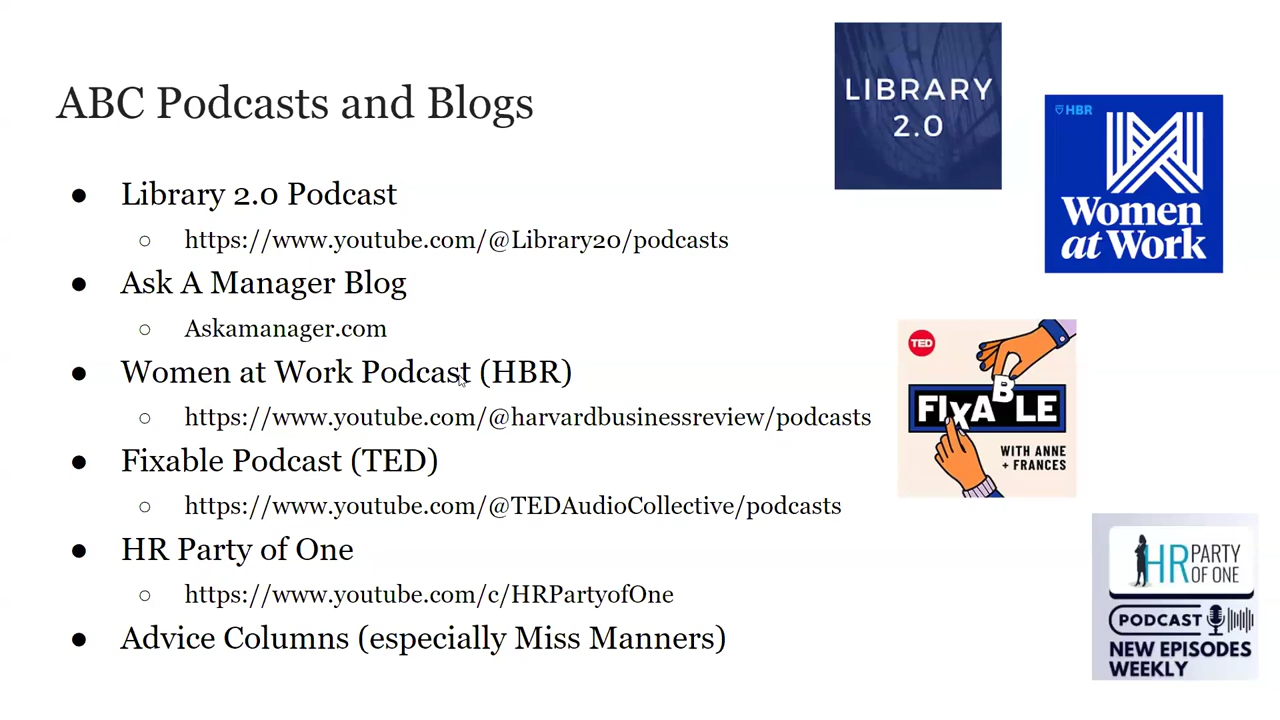 ABC Podcasts and Blogs
● Library 2.0 Podcast
○ https://www.youtube.com/@Library20/podcasts
● Ask A Manager Blog
○ Askamanager.com
● Women at Work Podcast (HBR)
○ https://www.youtube.com/@harvardbusinessreview/podcasts
● Fixable Podcast (TED)
○ https://www.youtube.com/@TEDAudioCollective/podcasts
● HR Party of One
○ https://www.youtube.com/c/HRPartyofOne
● Advice Columns (especially Miss Manners)
LIBRARY
2.0
HBR
W
Women
at Work
TED
FIXABLE
WITH ANNE
+ FRANCES
HR PARTY
OF ONE
PODCAST
NEW EPISODES
WEEKLY